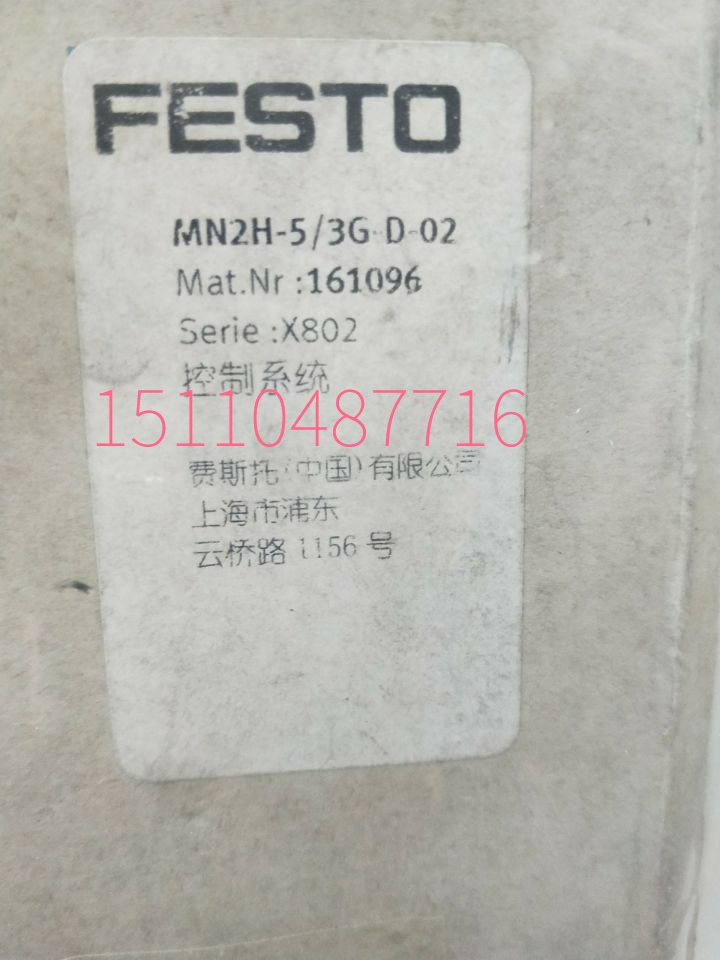 FESTO
MN2H-5/3G-D-02
Mat.Nr :161096
Serie :X802
控制系统
15110487716
费斯托(中国)有限公司
上海市浦东
云桥路 1156 号